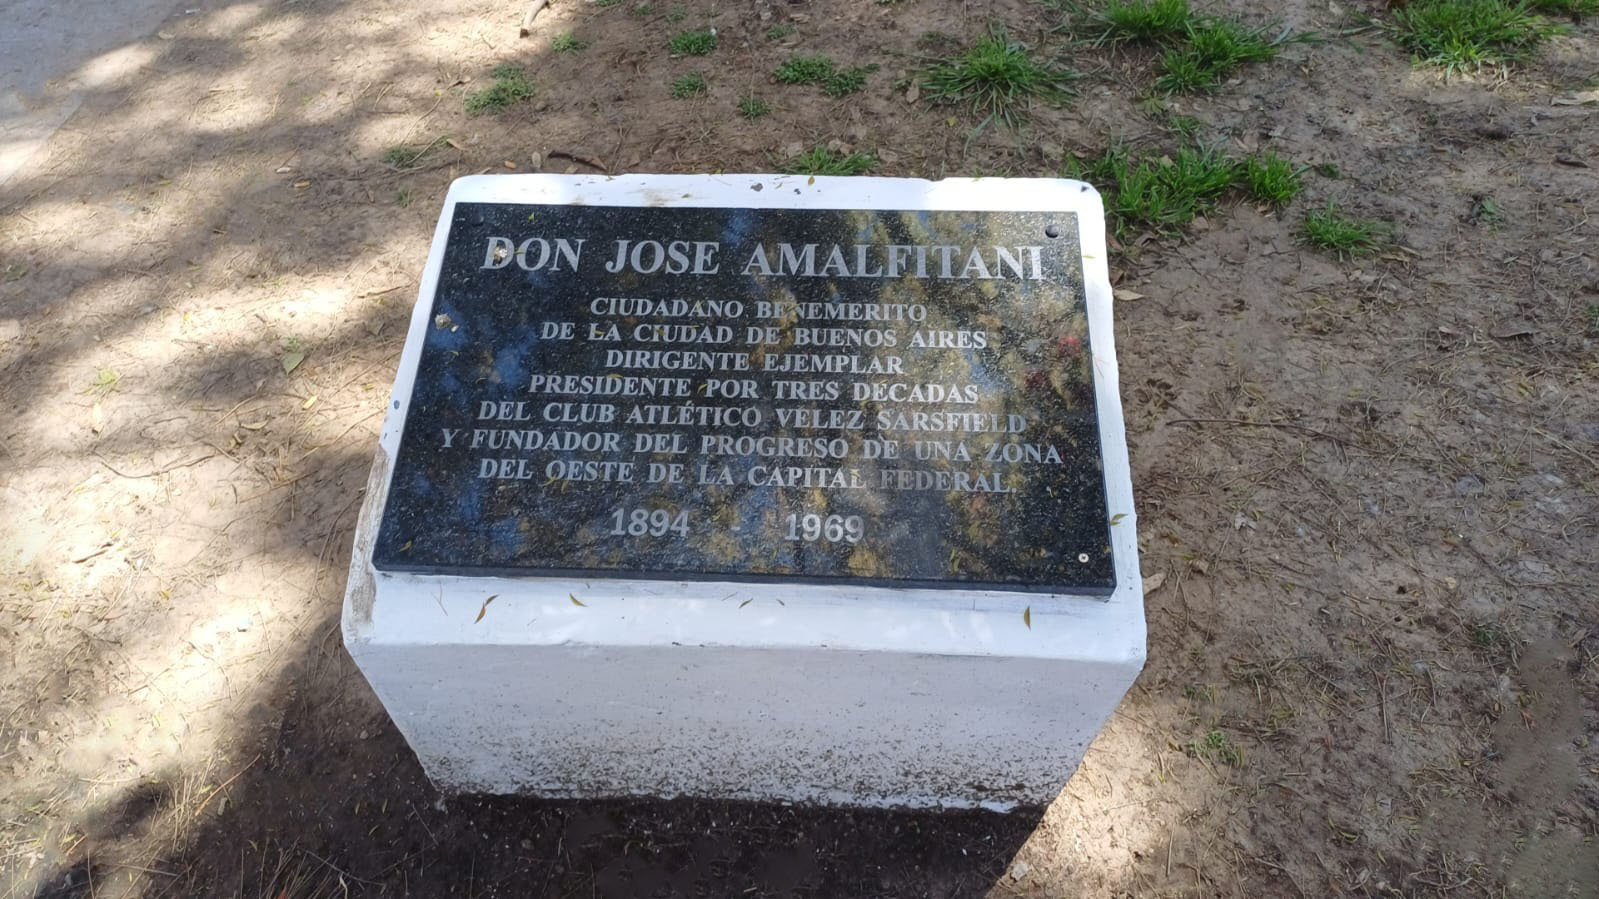 DON JOSE AMALFITANI
CIUDADANO BENEMERITO
DE LA CIUDAD DE BUENOS AIRES
DIRIGENTE EJEMPLAR
PRESIDENTE POR TRES DECADAS
DEL CLUB ATLÉTICO VELEZ SARSFIELD
Y FUNDADOR DEL PROGRESO DE UNA ZONA
DEL OESTE DE LA CAPITAL FEDERAL.
1894 - 1969